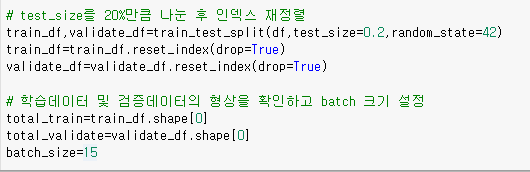 # test_size를 20%만큼 나눈 후 인덱스 재정렬
train_df,validate_df=train_test_split(df,test_size=0.2,random_state=42)
train_df=train_df.reset_index(drop=True)
validate_df=validate_df.reset_index(drop=True)
# 학습데이터 및 검증데이터의 형상을 확인하고 batch 크기 설정
total_train=train_df.shape[0]
total_validate=validate_df.shape[0]
batch_size=15